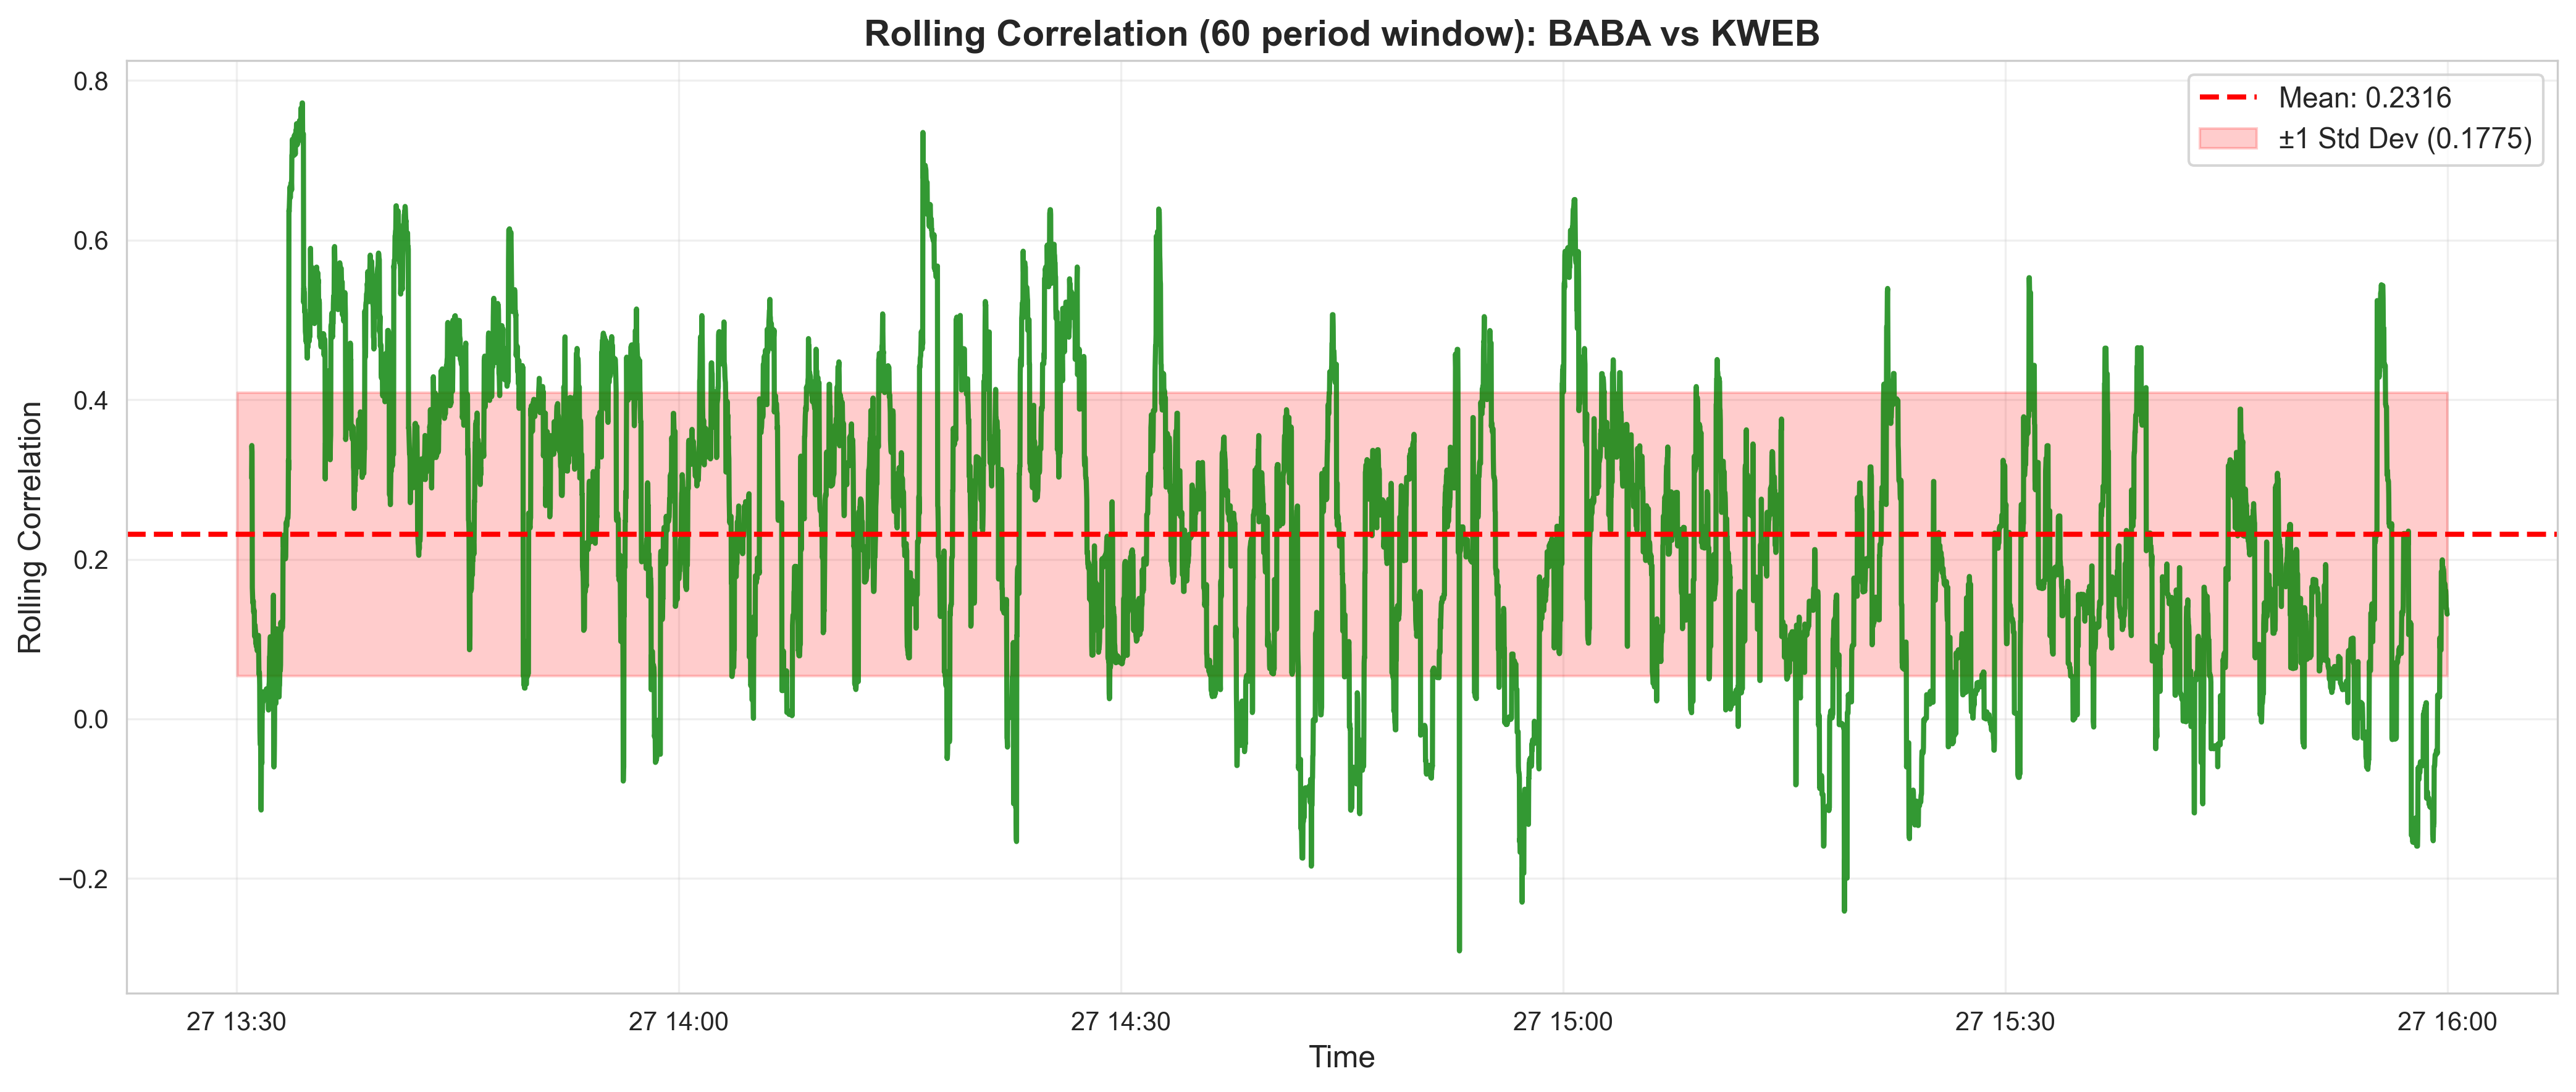 Rolling Correlation (60 period window): BABA vs KWEB
Mean: 0.2316
±1 Std Dev (0.1775)
Rolling Correlation
0.8
0.6
0.4
0.2
0.0
−0.2
27 13:30
27 14:00
27 14:30
27 15:00
27 15:30
27 16:00
Time